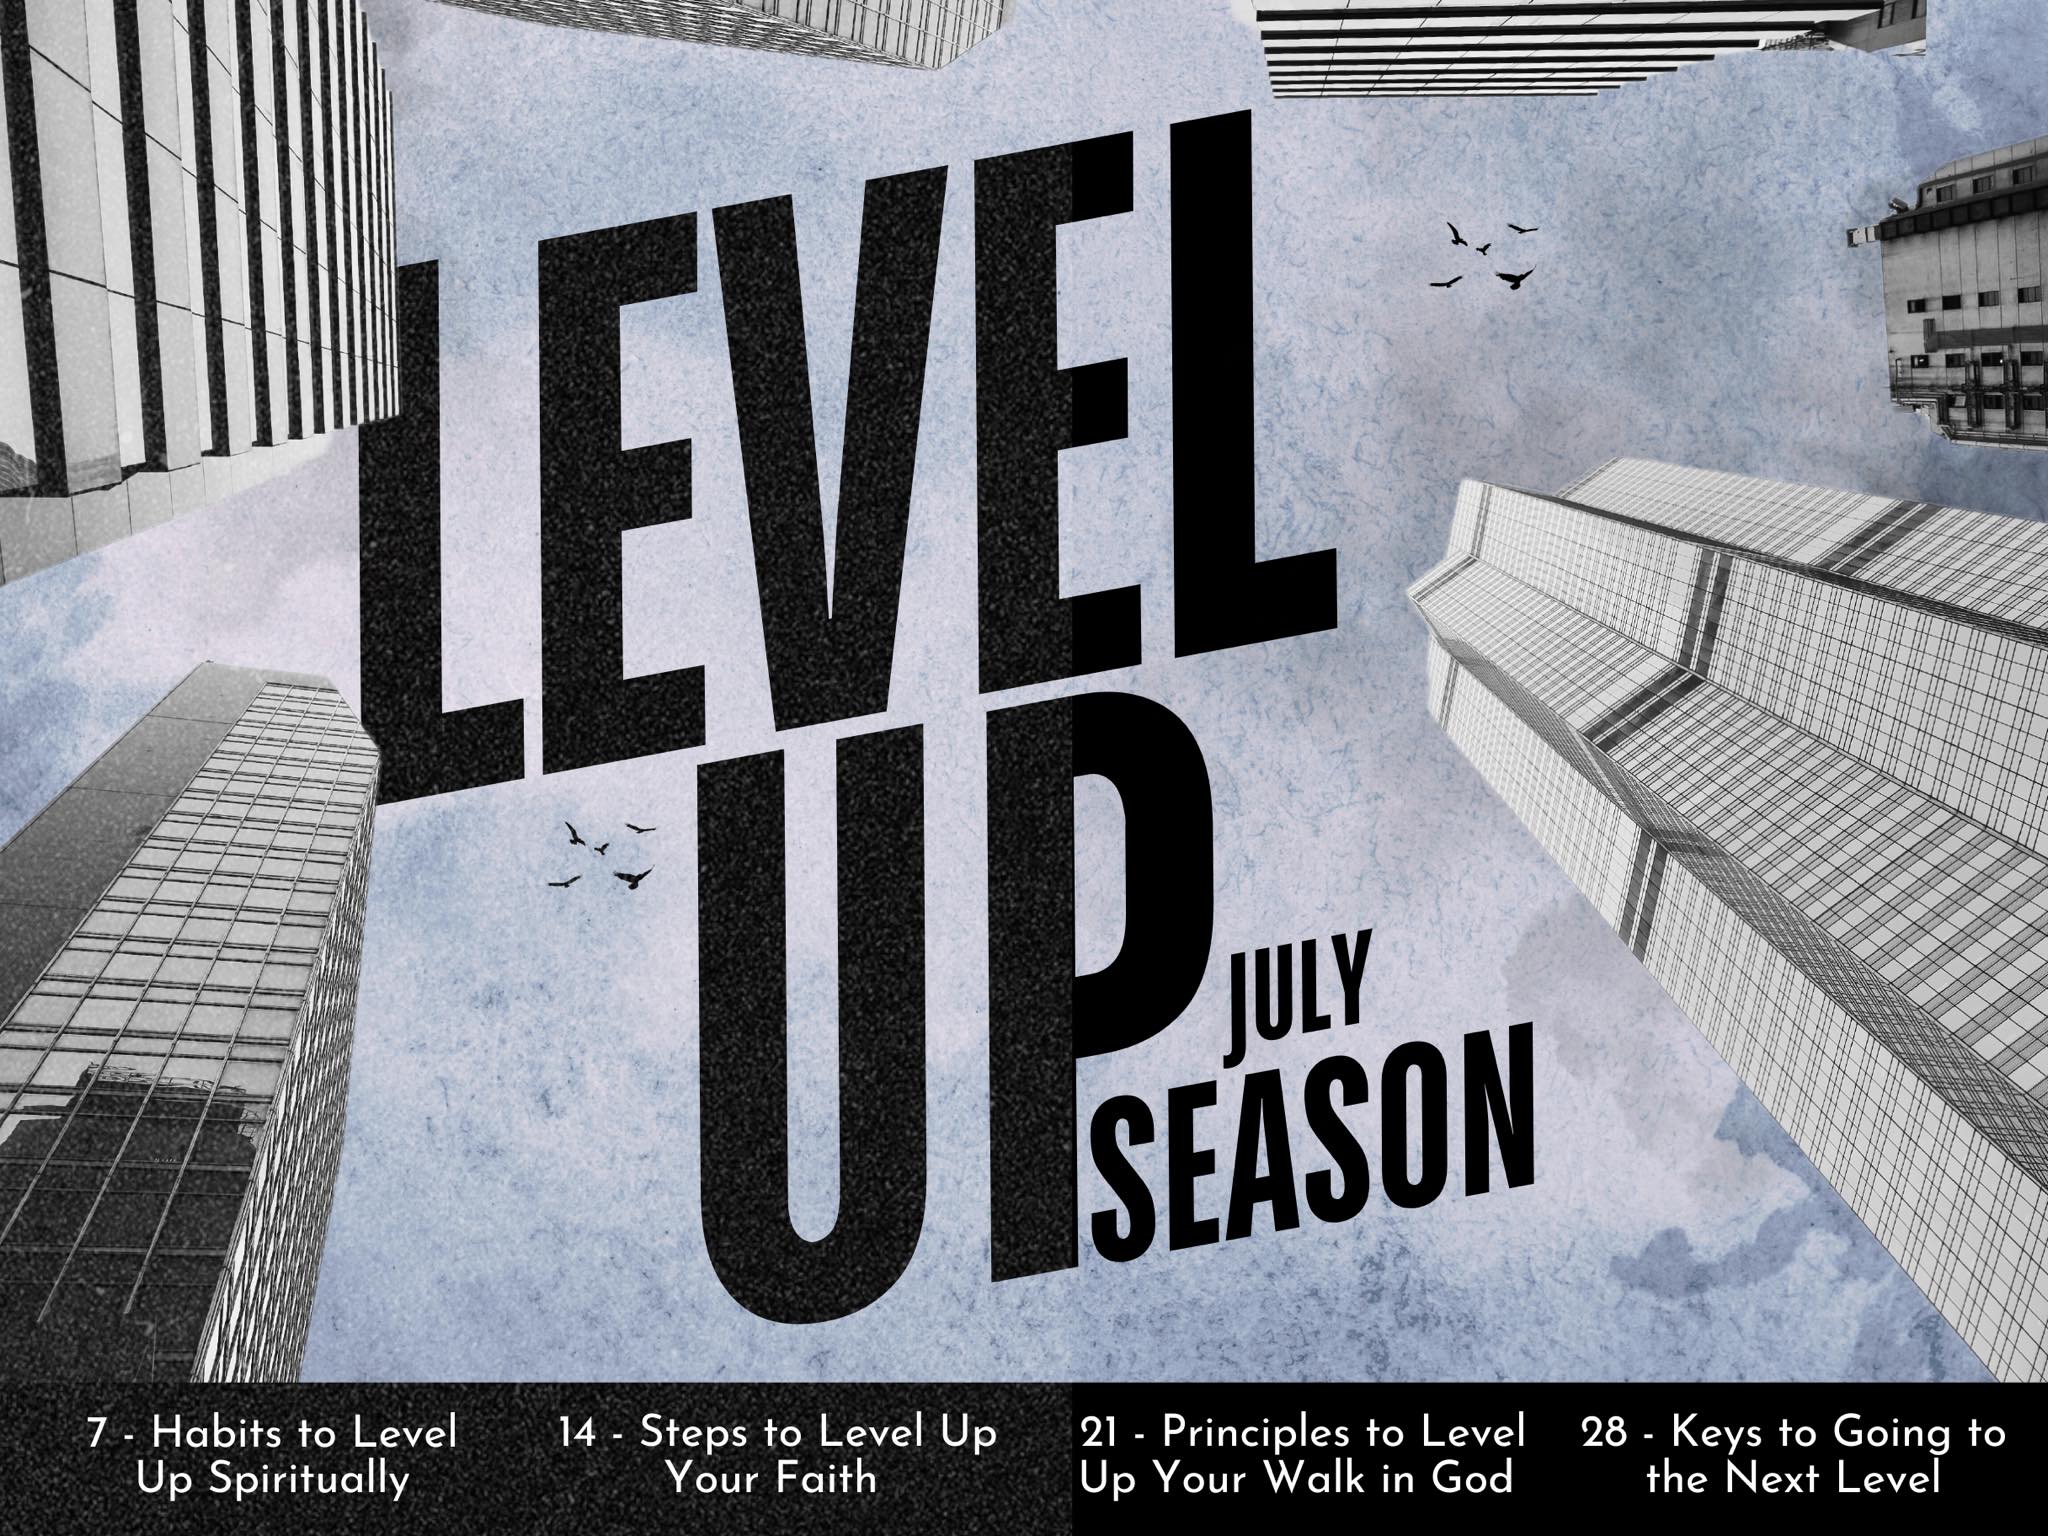 LEVEL
UP
JULY
SEASON
7 - Habits to Level
Up Spiritually
14 - Steps to Level Up
Your Faith
21 - Principles to Level
Up Your Walk in God
28 - Keys to Going to
the Next Level